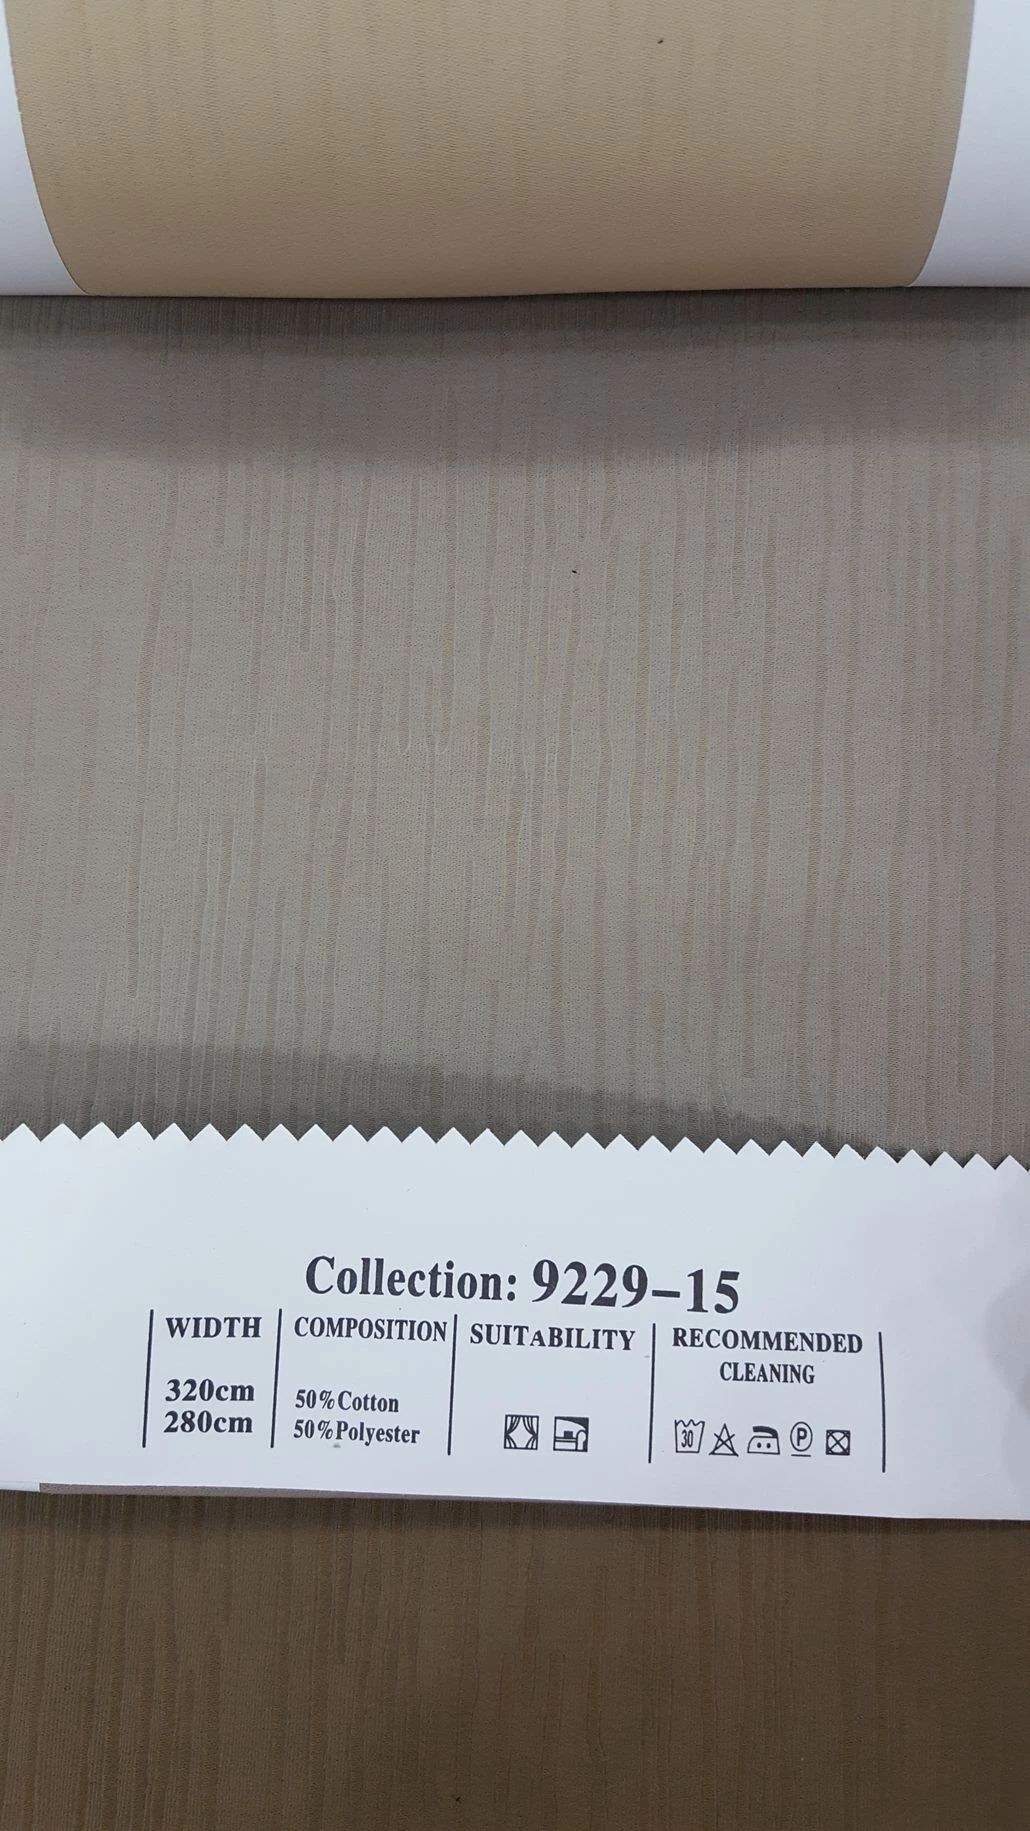 Collection: 9229-15
WIDTH
320cm
280cm
COMPOSITION
50%Cotton
50%Polyester
SUITABILITY
RECOMMENDED
CLEANING
30
P